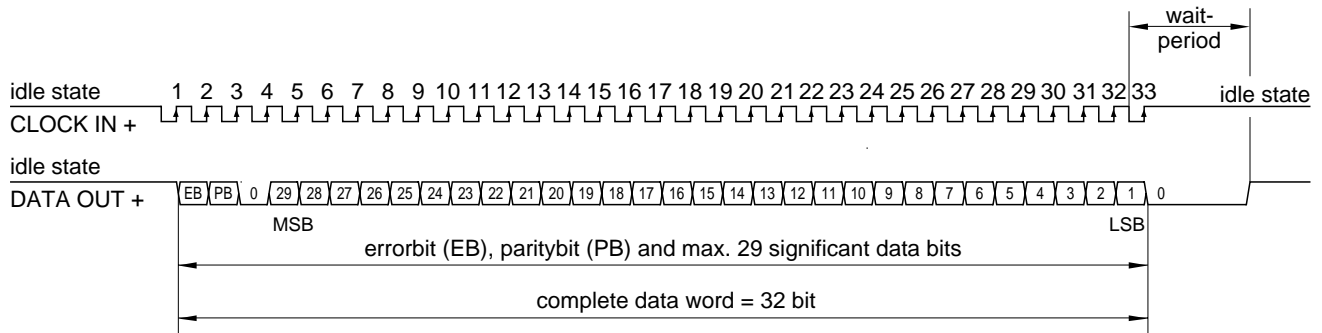 wait-
period
idle state
1 2 3 4 5 6 7 8 9 10 11 12 13 14 15 16 17 18 19 20 21 22 23 24 25 26 27 28 29 30 31 32 33
idle state
CLOCK IN +
idle state
DATA OUT +
EB PB 0 29 28 27 26 25 24 23 22 21 20 19 18 17 16 15 14 13 12 11 10 9 8 7 6 5 4 3 2 1 0
MSB
LSB
errorbit (EB), paritybit (PB) and max. 29 significant data bits
complete data word = 32 bit